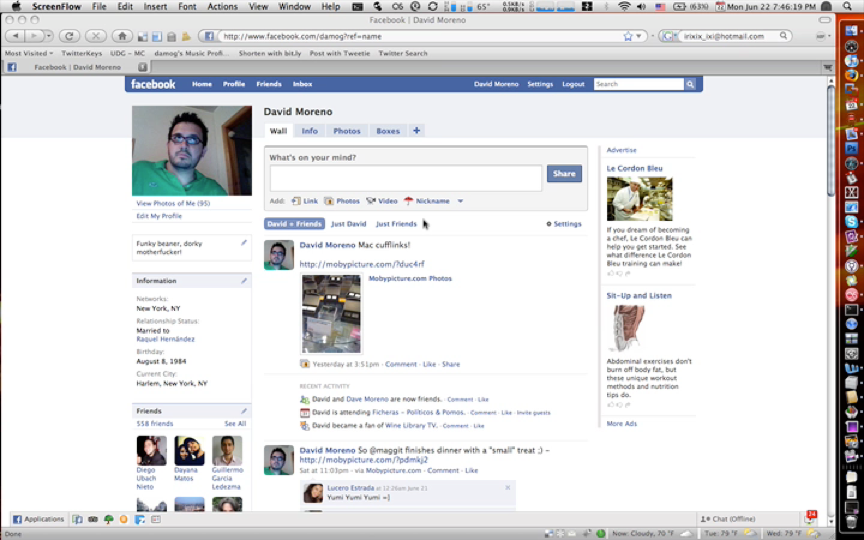 ScreenFlow File Edit Insert Font Actions View Window Help
65° (63%) Mon Jun 22 7:46:19 PM
Facebook | David Moreno
http://www.facebook.com/damog?ref=name
irixix_ixi@hotmail.com
Most Visited TwitterKeys UDG - MC damog's Music Prof... Shorten with bit.ly Post with Tweetie Twitter Search
Facebook | David Moreno
facebook Home Profile Friends Inbox David Moreno Settings Logout Search
David Moreno
Wall Info Photos Boxes +
What's on your mind?
Share
Add: Link Photos Video Nickname
David + Friends Just David Just Friends Settings
View Photos of Me (95)
Edit My Profile
Funky beaner, dorky
motherfucker!
Information
Networks:
New York, NY
Relationship Status:
Married to
Raquel Hernández
Birthday:
August 8, 1984
Current City:
Harlem, New York, NY
Friends
558 friends See All
Diego
Ubach
Nieto
Dayana
Matos
Guillermo
Garcia
Ledezma
David Moreno Mac cufflinks!
http://mobypicture.com/?duc4rf
Mobypicture.com Photos
Yesterday at 3:51pm · Comment · Like · Share
RECENT ACTIVITY
David and Dave Moreno are now friends. · Comment · Like
David is attending Ficheras – Políticos & Pomos. · Comment · Like · Invite guests
David became a fan of Wine Library TV. · Comment · Like
David Moreno So @maggit finishes dinner with a "small" treat ;) –
http://mobypicture.com/?pdmkj2
Sat at 11:03pm · via Mobypicture.com · Comment · Like
Lucero Estrada at 12:26am June 21
Yumi Yumi Yumi =]
Advertise
Le Cordon Bleu
If you dream of becoming
a chef, Le Cordon Bleu
can help you get started. See
what difference Le Cordon
Bleu training can make!
Sit-Up and Listen
Abdominal exercises don't
burn off body fat, but
these unique workout
methods and nutrition
tips do.
More Ads
Applications
Chat (Offline)
Done
Now: Cloudy, 70 °F Tue: 79 °F Wed: 79 °F